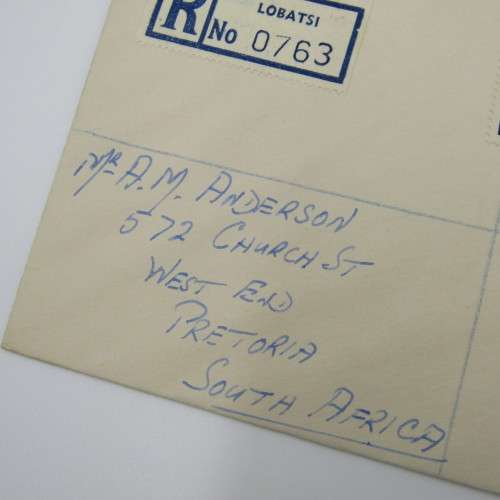 R LOBATSI
No 0763
Mr A.M. ANDERSON
572 CHURCH ST
WEST END
PRETORIA
SOUTH AFRICA